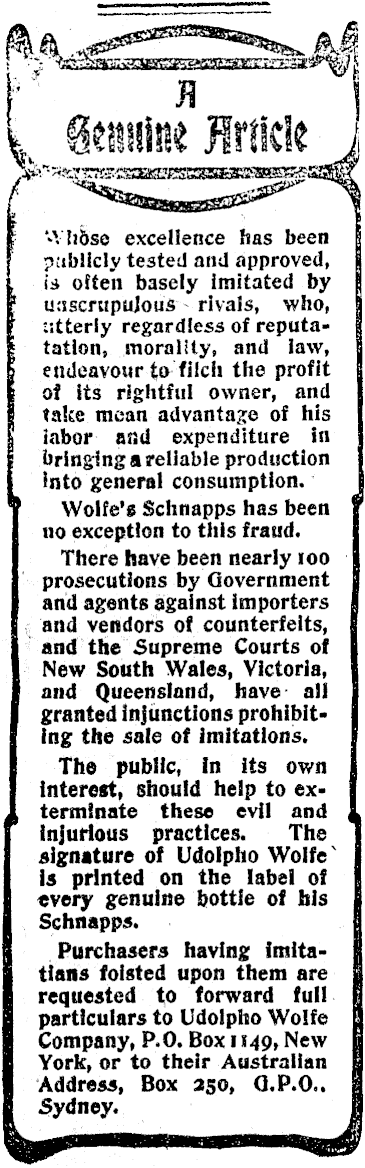 A
Genuine Article
Whose excellence has been
publicly tested and approved,
is often basely imitated by
unscrupulous rivals, who,
utterly regardless of reputa-
tation, morality, and law,
endeavour to filch the profit
of its rightful owner, and
take mean advantage of his
labor and expenditure in
bringing a reliable production
into general consumption.
Wolfe's Schnapps has been
no exception to this fraud.
There have been nearly 100
prosecutions by Government
and agents against importers
and vendors of counterfeits,
and the Supreme Courts of
New South Wales, Victoria,
and Queensland, have all
granted injunctions prohibit-
ing the sale of imitations.
The public, in its own
interest, should help to ex-
terminate these evil and
injurious practices. The
signature of Udolpho Wolfe
is printed on the label of
every genuine bottle of his
Schnapps.
Purchasers having imita-
tians foisted upon them are
requested to forward full
particulars to Udolpho Wolfe
Company, P.O. Box 1149, New
York, or to their Australian
Address, Box 250, G.P.O..
Sydney.